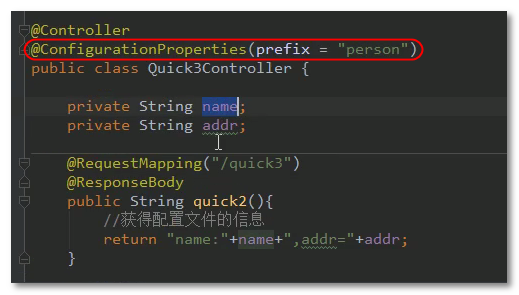 @Controller
@ConfigurationProperties(prefix = "person")
public class Quick3Controller {
private String name;
private String addr;
@RequestMapping("/quick3")
@ResponseBody
public String quick2(){
//获得配置文件的信息
return "name:"+name+",addr="+addr;
}